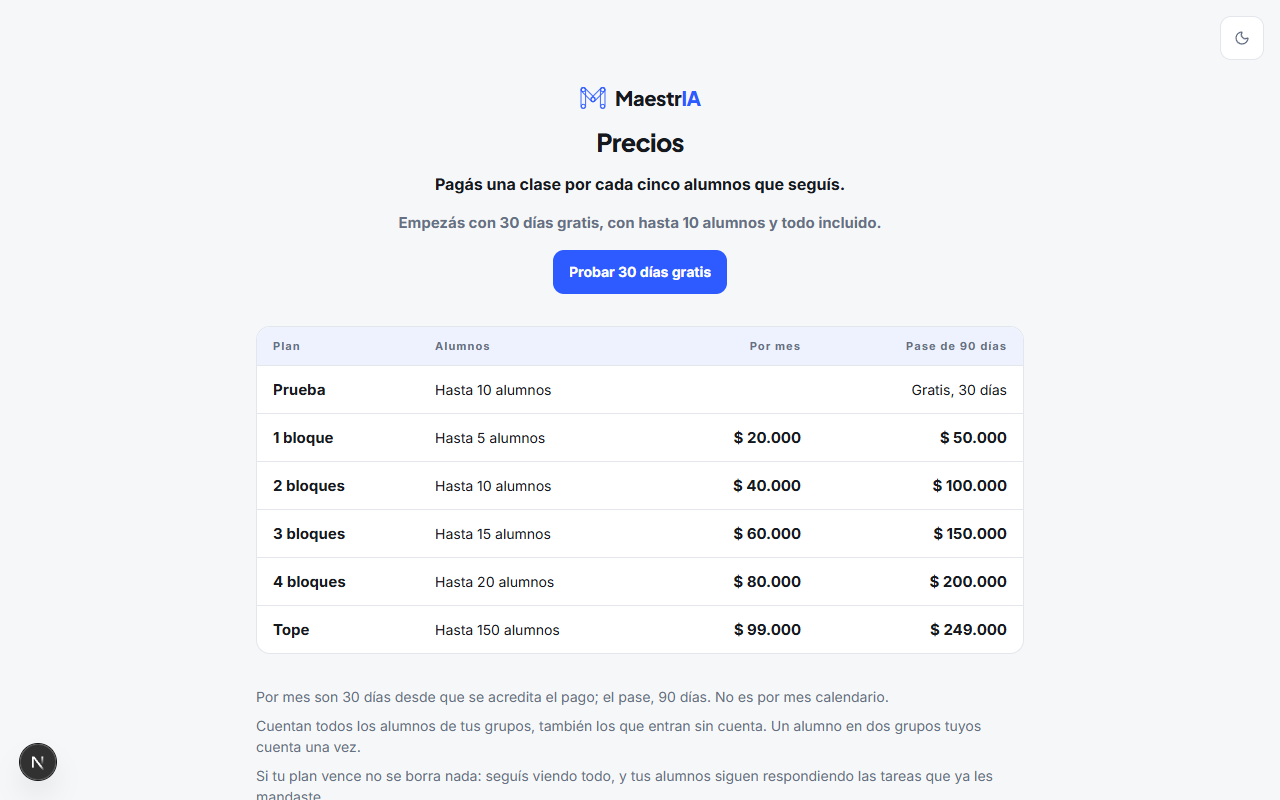 MaestrIA
Precios
Pagás una clase por cada cinco alumnos que seguís.
Empezás con 30 días gratis, con hasta 10 alumnos y todo incluido.
Probar 30 días gratis
Plan Alumnos Por mes Pase de 90 días
Prueba Hasta 10 alumnos Gratis, 30 días
1 bloque Hasta 5 alumnos $ 20.000 $ 50.000
2 bloques Hasta 10 alumnos $ 40.000 $ 100.000
3 bloques Hasta 15 alumnos $ 60.000 $ 150.000
4 bloques Hasta 20 alumnos $ 80.000 $ 200.000
Tope Hasta 150 alumnos $ 99.000 $ 249.000
Por mes son 30 días desde que se acredita el pago; el pase, 90 días. No es por mes calendario.
Cuentan todos los alumnos de tus grupos, también los que entran sin cuenta. Un alumno en dos grupos tuyos
cuenta una vez.
Si tu plan vence no se borra nada: seguís viendo todo, y tus alumnos siguen respondiendo las tareas que ya les
mandaste.
N